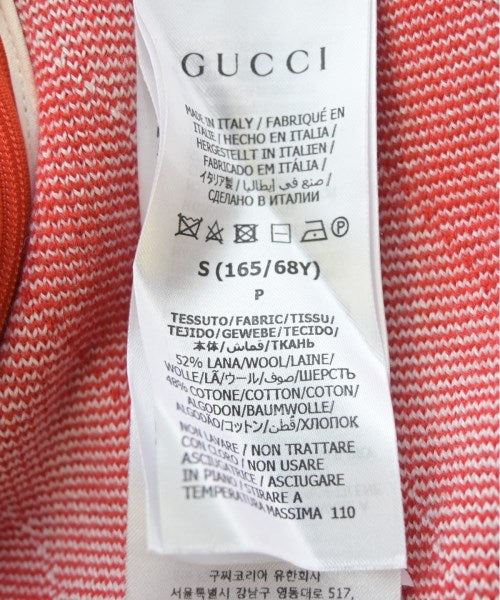 GUCCI
MADE IN ITALY / FABRIQUÉ EN
ITALIE / HECHO EN ITALIA /
HERGESTELLT IN ITALIEN /
FABRICADO EM ITÁLIA /
イタリア製 / صنع في إيطاليا /
СДЕЛАНО В ИТАЛИИ
S (165/68Y)
P
TESSUTO/FABRIC/TISSU/
TEJIDO/GEWEBE/TECIDO/
本体/قماش/ТКАНЬ
52% LANA/WOOL/LAINE/
WOLLE/LÃ/ウール/صوف/ШЕРСТЬ
48% COTONE/COTTON/COTON/
ALGODON/BAUMWOLLE/
ALGODÃO/コットン/قطن/ХЛОПОК
NON LAVARE / NON TRATTARE
CON CLORO / NON USARE
ASCIUGATRICE / ASCIUGARE
IN PIANO / STIRARE A
TEMPERATURA MASSIMA 110
구찌코리아 유한회사
서울시 강남구 영동대로 517,